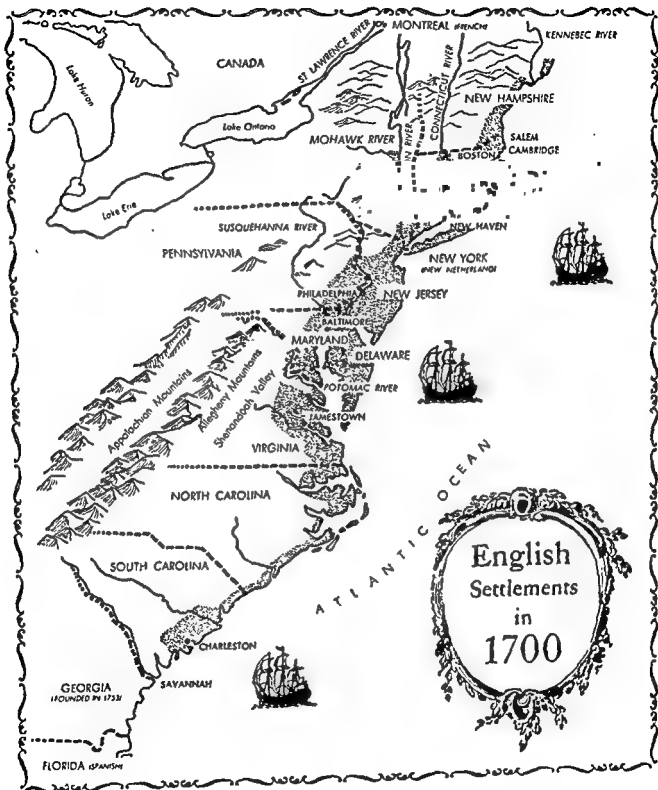 MONTREAL (FRENCH)
KENNEBEC RIVER
ST LAWRENCE RIVER
CANADA
Lake Huron
CONNECTICUT RIVER
NEW HAMPSHIRE
Lake Ontario
MOHAWK RIVER
IN RIVER
SALEM
CAMBRIDGE
BOSTON
Lake Erie
SUSQUEHANNA RIVER
NEW HAVEN
PENNSYLVANIA
NEW YORK
(NEW NETHERLAND)
PHILADELPHIA
NEW JERSEY
BALTIMORE
MARYLAND
DELAWARE
Appalachian Mountains
Allegheny Mountains
Shenandoah Valley
POTOMAC RIVER
JAMESTOWN
VIRGINIA
NORTH CAROLINA
ATLANTIC OCEAN
English
Settlements
in
1700
SOUTH CAROLINA
CHARLESTON
GEORGIA
(FOUNDED IN 1753)
SAVANNAH
FLORIDA (SPANISH)